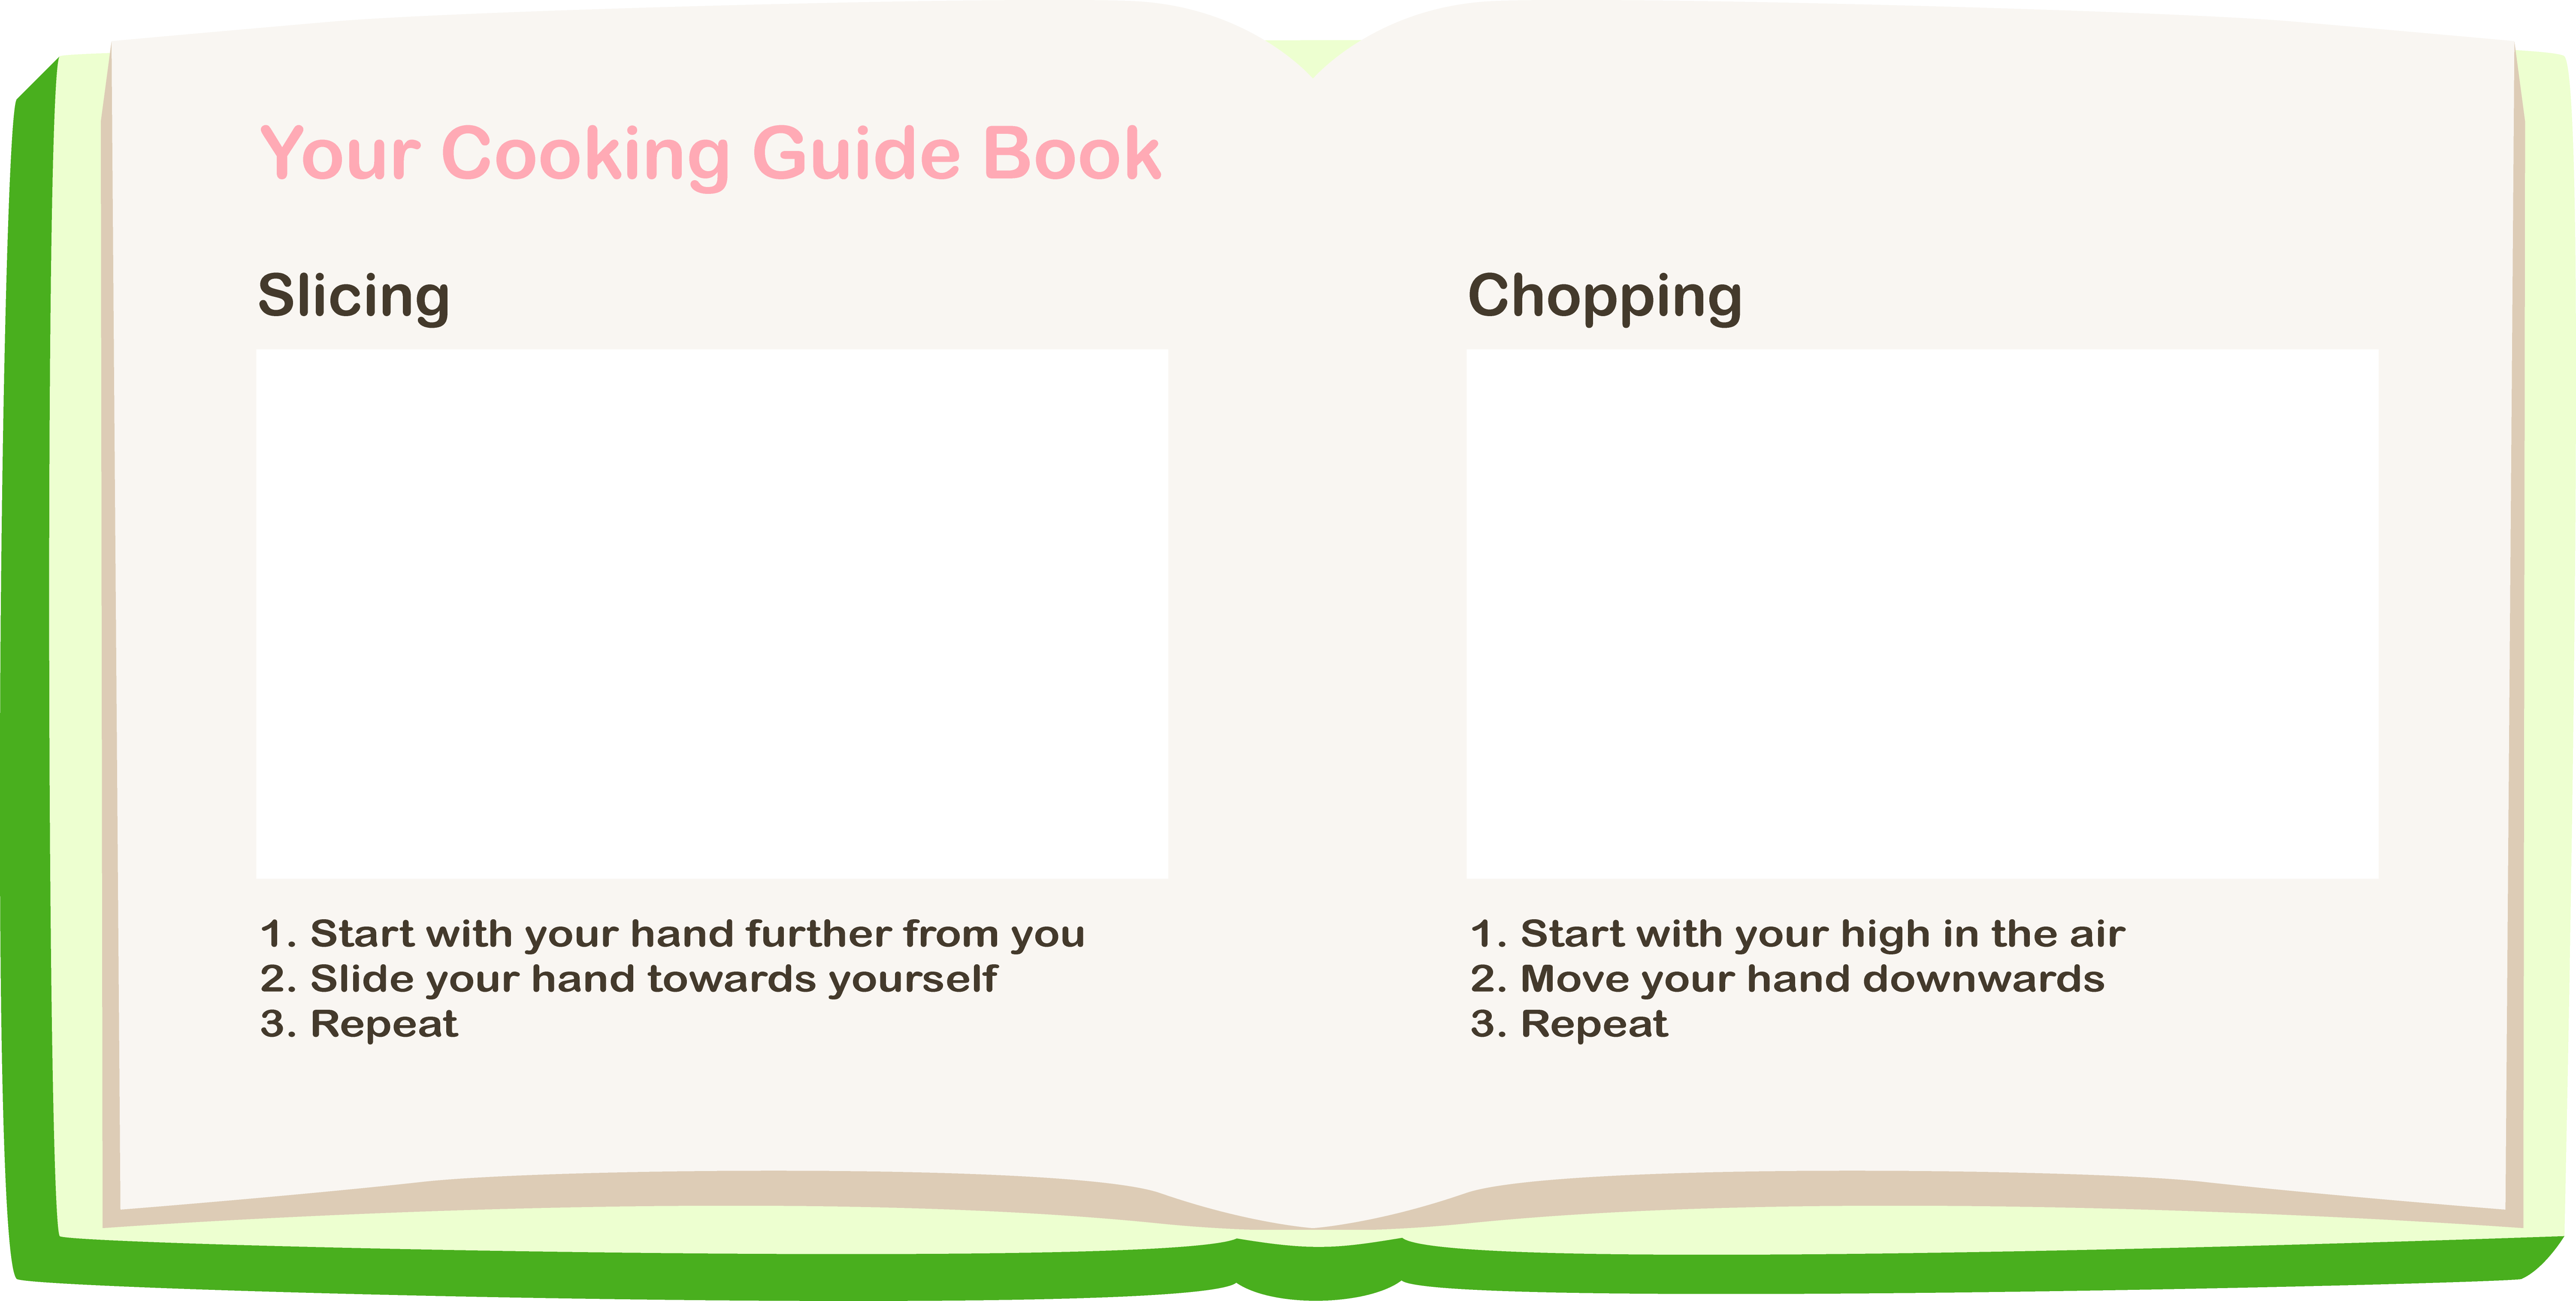 Your Cooking Guide Book
Slicing
1. Start with your hand further from you
2. Slide your hand towards yourself
3. Repeat
Chopping
1. Start with your high in the air
2. Move your hand downwards
3. Repeat